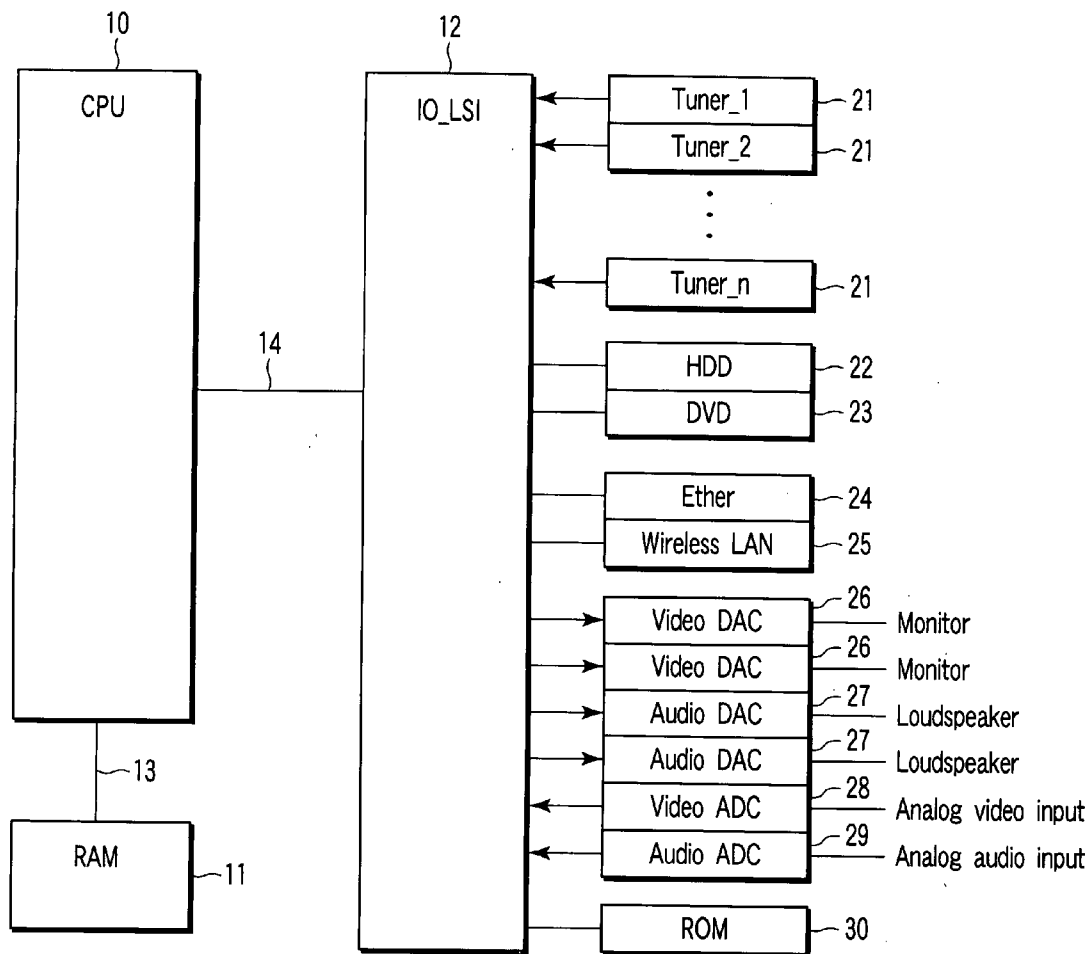 10
CPU
12
IO_LSI
Tuner_1 21
Tuner_2 21
Tuner_n 21
14
HDD 22
DVD 23
Ether 24
Wireless LAN 25
Video DAC 26 Monitor
Video DAC 26 Monitor
Audio DAC 27 Loudspeaker
Audio DAC 27 Loudspeaker
Video ADC 28 Analog video input
Audio ADC 29 Analog audio input
13
RAM
11
ROM 30